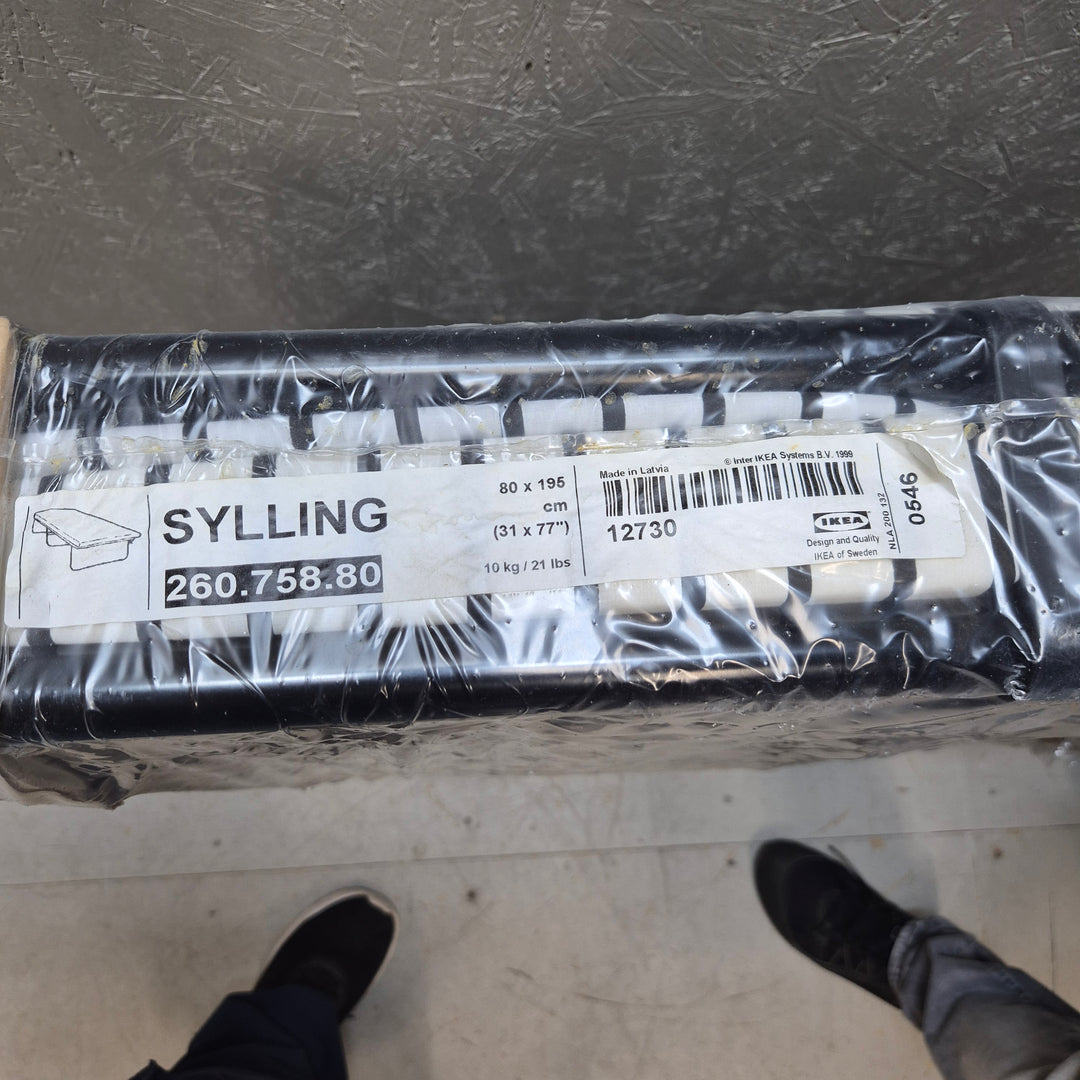 SYLLING
260.758.80
80 x 195
cm
(31 x 77")
10 kg / 21 lbs
Made in Latvia
© Inter IKEA Systems B.V. 1999
12730
IKEA
Design and Quality
IKEA of Sweden
NLA 200 132
0546